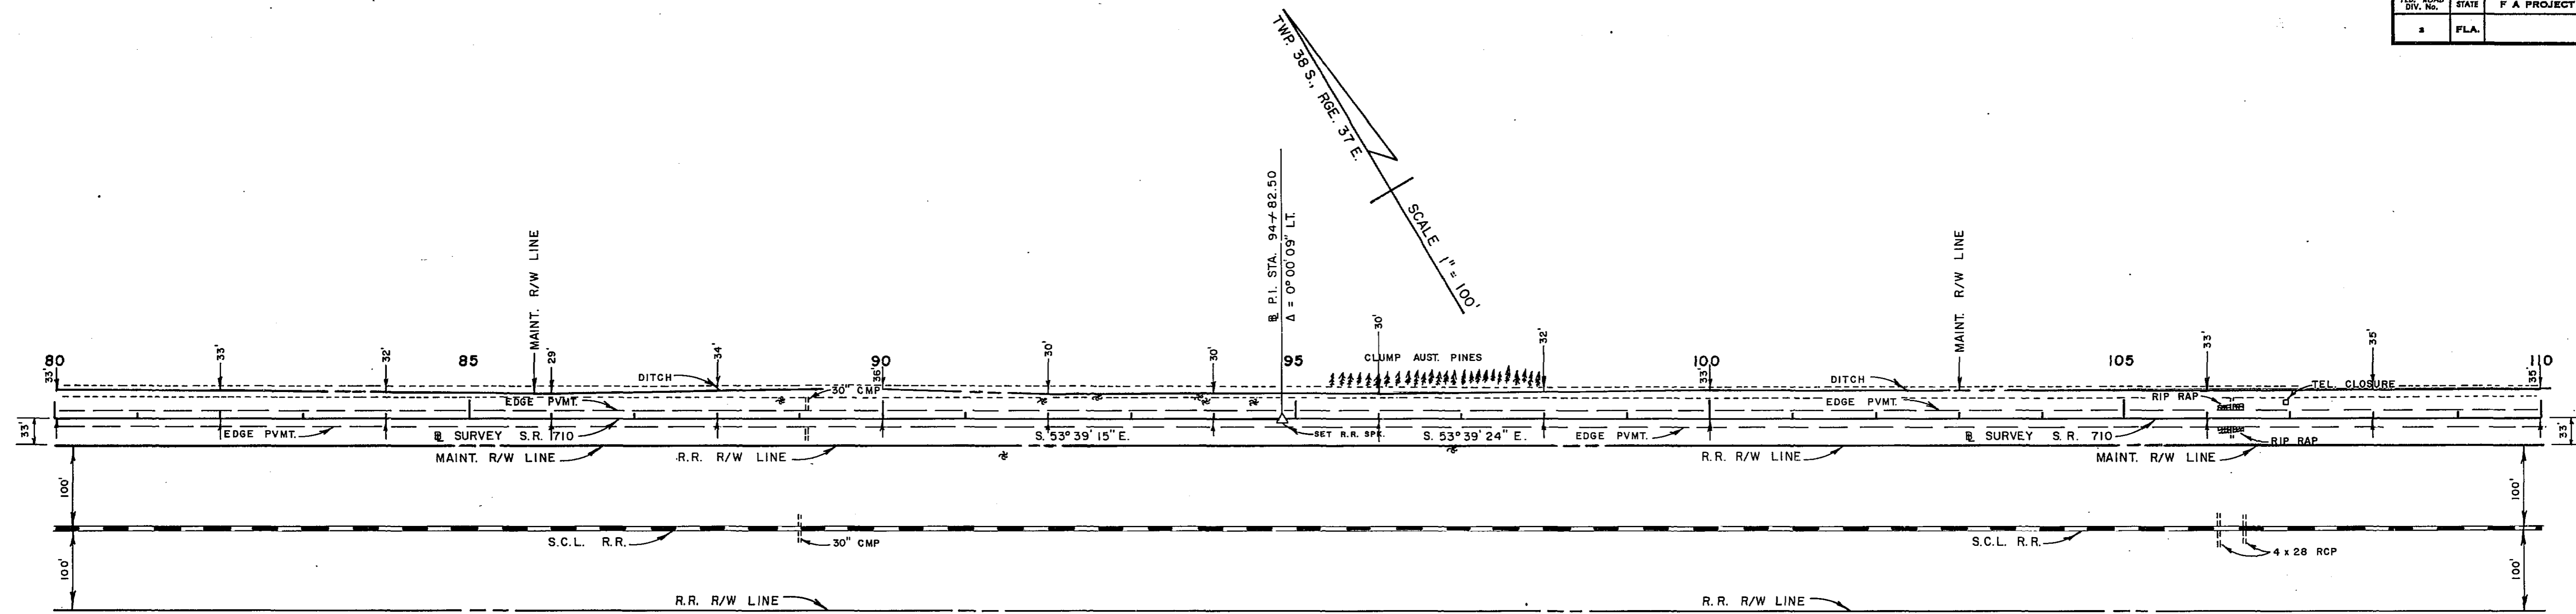 DIV. No.
STATE
F A PROJECT
3
FLA.
TWP. 38 S., RGE. 37 E.
SCALE 1" = 100'
℄ P.I. STA. 94+82.50
Δ = 0° 00' 09" LT.
MAINT. R/W LINE
MAINT. R/W LINE
80
85
90
95
100
105
110
33'
33'
32'
29'
34'
36'
30'
30'
30'
32'
33'
33'
35'
35'
CLUMP AUST. PINES
DITCH
30" CMP
DITCH
TEL. CLOSURE
RIP RAP
EDGE PVMT.
EDGE PVMT.
33'
EDGE PVMT.
℄ SURVEY S.R. 710
S. 53° 39' 15" E.
SET R.R. SPK.
S. 53° 39' 24" E.
EDGE PVMT.
℄ SURVEY S.R. 710
RIP RAP
33'
MAINT. R/W LINE
R.R. R/W LINE
R.R. R/W LINE
MAINT. R/W LINE
100'
100'
S.C.L. R.R.
30" CMP
S.C.L. R.R.
4 x 28 RCP
100'
100'
R.R. R/W LINE
R.R. R/W LINE